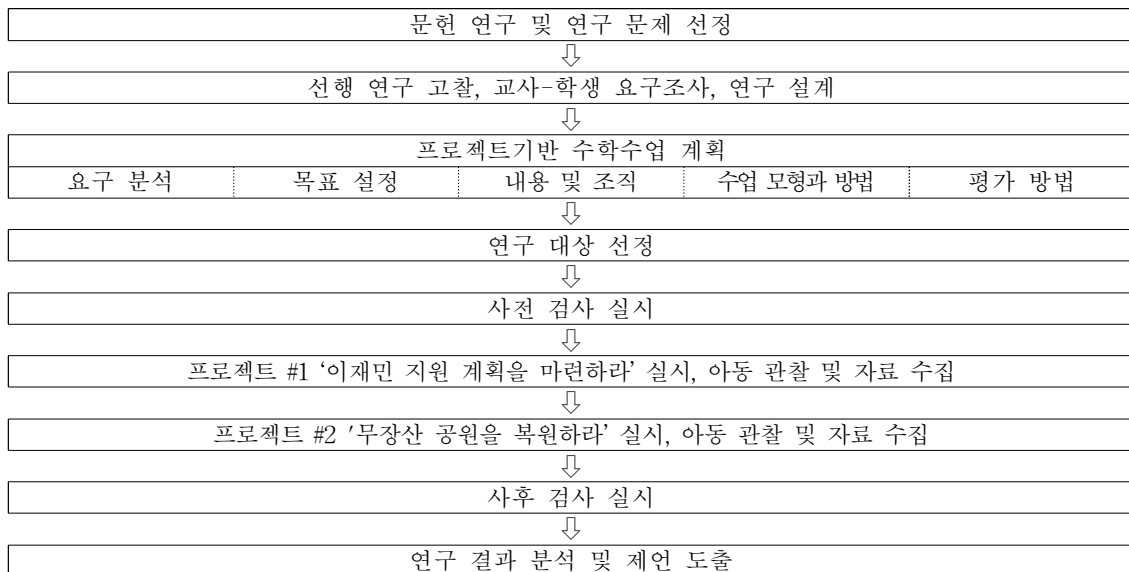 문헌 연구 및 연구 문제 선정
⇩
선행 연구 고찰, 교사-학생 요구조사, 연구 설계
⇩
프로젝트기반 수학수업 계획
요구 분석 목표 설정 내용 및 조직 수업 모형과 방법 평가 방법
⇩
연구 대상 선정
⇩
사전 검사 실시
⇩
프로젝트 #1 ‘이재민 지원 계획을 마련하라’ 실시, 아동 관찰 및 자료 수집
⇩
프로젝트 #2 '무장산 공원을 복원하라’ 실시, 아동 관찰 및 자료 수집
⇩
사후 검사 실시
⇩
연구 결과 분석 및 제언 도출